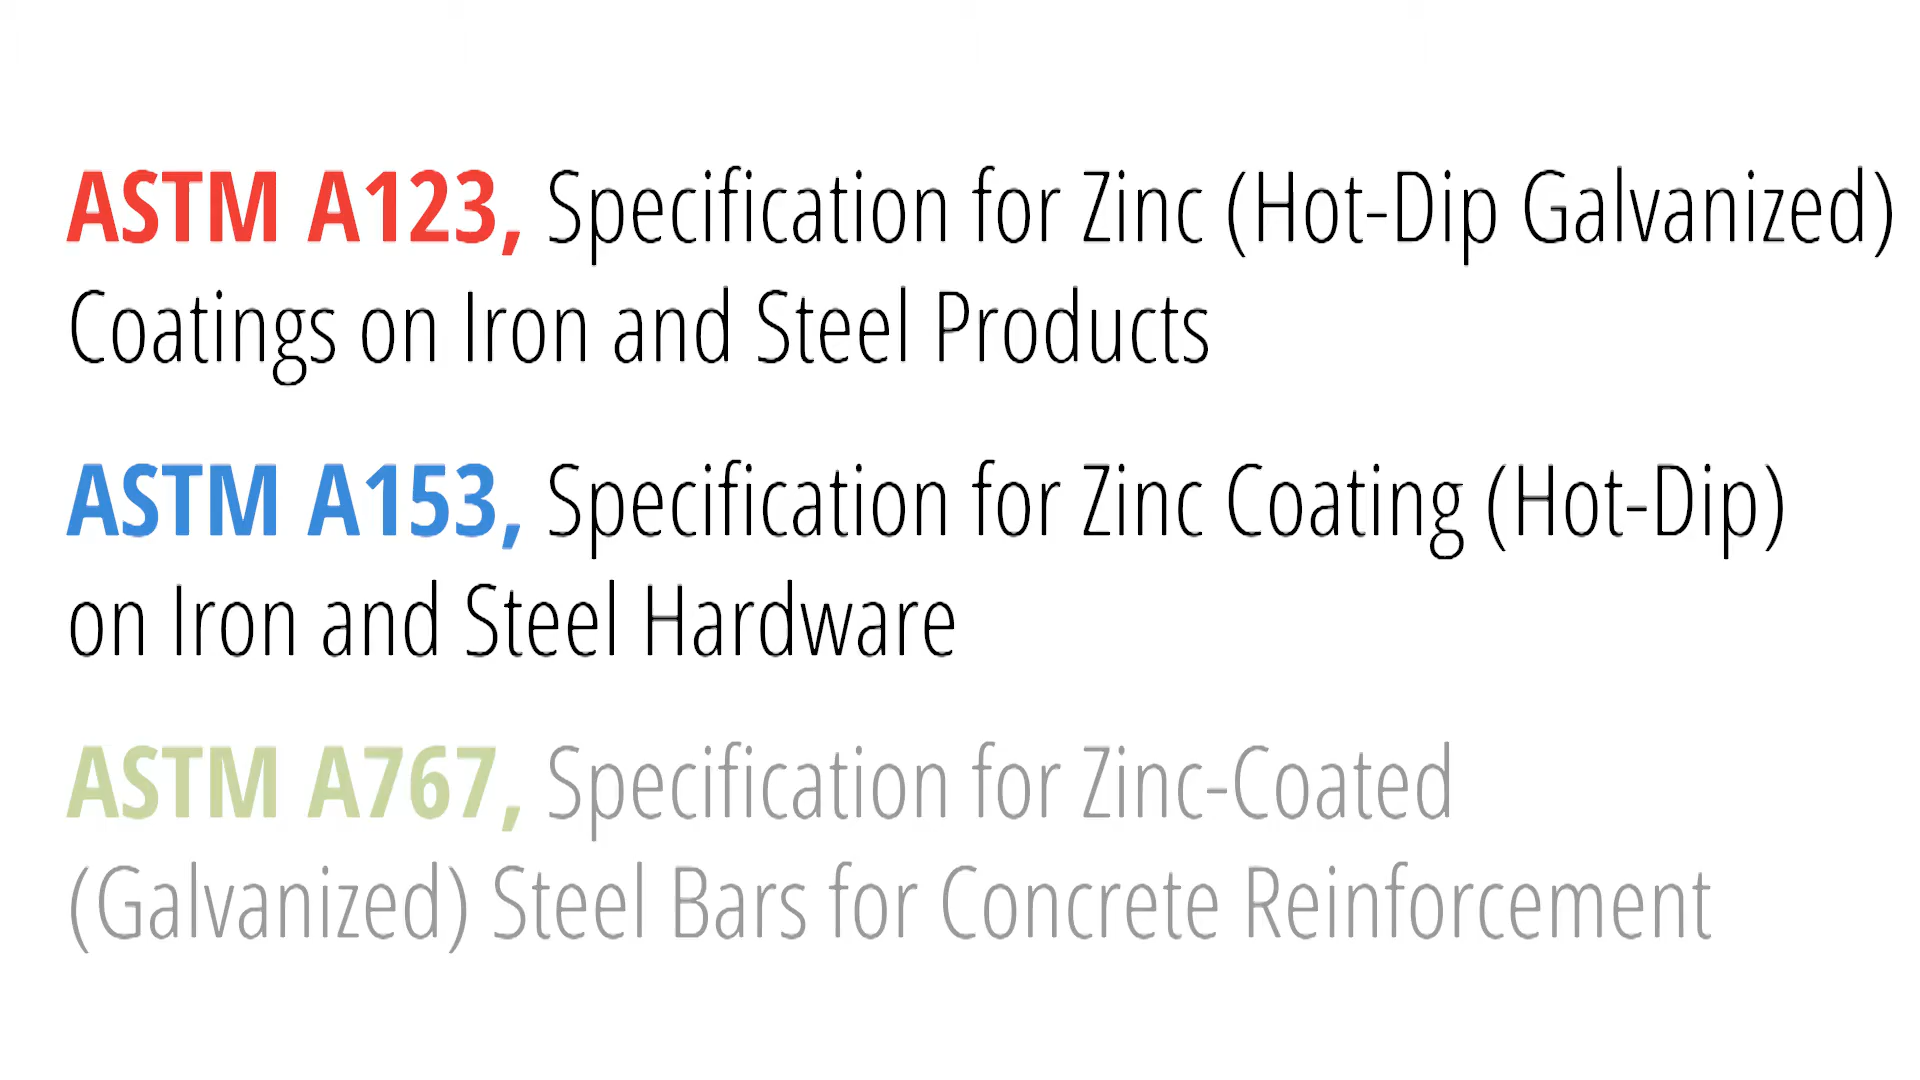 ASTM A123, Specification for Zinc (Hot-Dip Galvanized)
Coatings on Iron and Steel Products
ASTM A153, Specification for Zinc Coating (Hot-Dip)
on Iron and Steel Hardware
ASTM A767, Specification for Zinc-Coated
(Galvanized) Steel Bars for Concrete Reinforcement